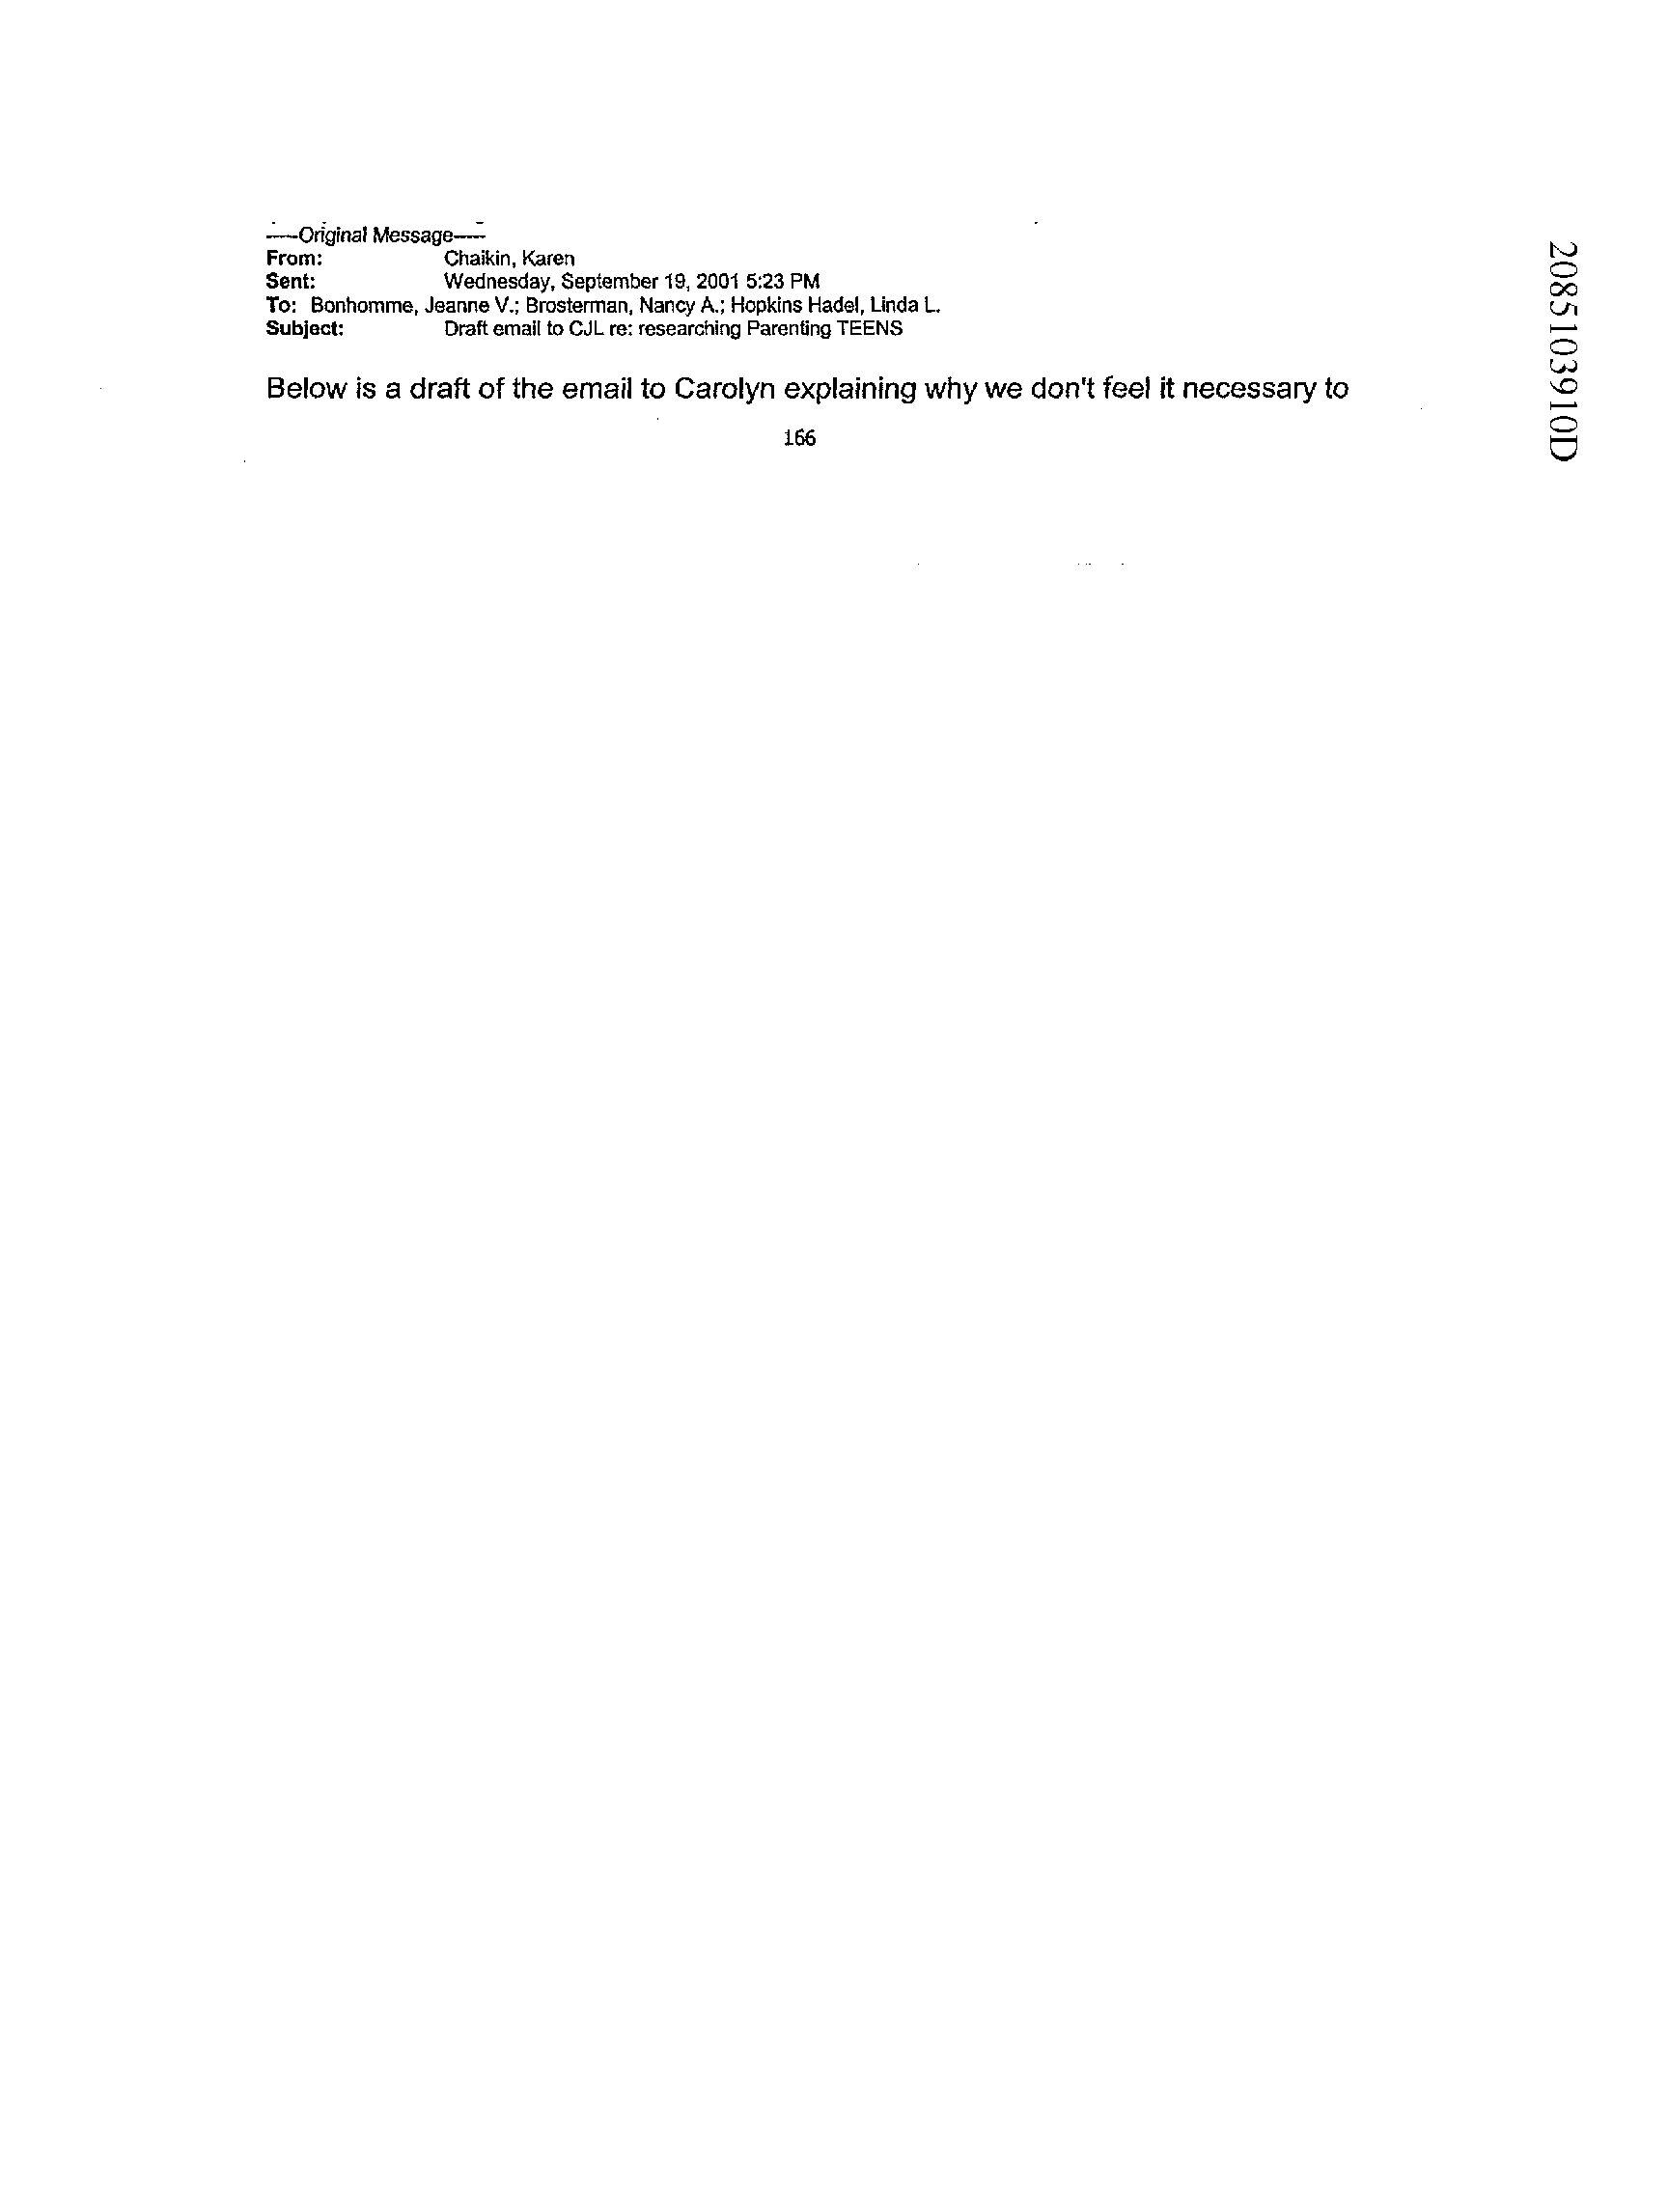 -----Original Message-----
From: Chaikin, Karen
Sent: Wednesday, September 19, 2001 5:23 PM
To: Bonhomme, Jeanne V.; Brosterman, Nancy A.; Hopkins Hadel, Linda L.
Subject: Draft email to CJL re: researching Parenting TEENS
Below is a draft of the email to Carolyn explaining why we don't feel it necessary to
166
2085103910D